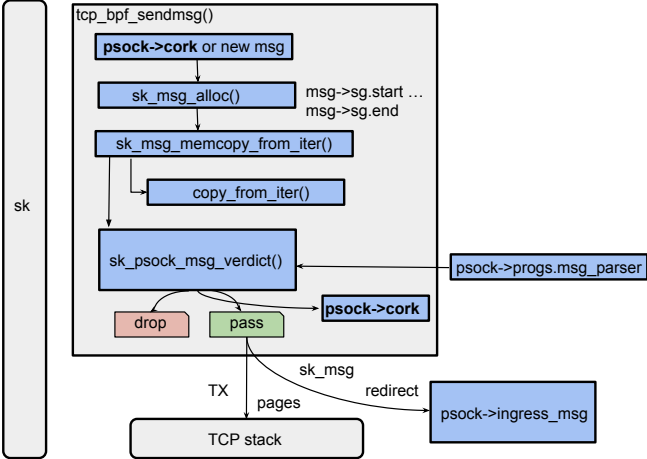 tcp_bpf_sendmsg()
psock->cork or new msg
sk_msg_alloc()
msg->sg.start …
msg->sg.end
sk_msg_memcopy_from_iter()
copy_from_iter()
sk
sk_psock_msg_verdict()
psock->progs.msg_parser
psock->cork
drop
pass
sk_msg
TX
redirect
pages
psock->ingress_msg
TCP stack